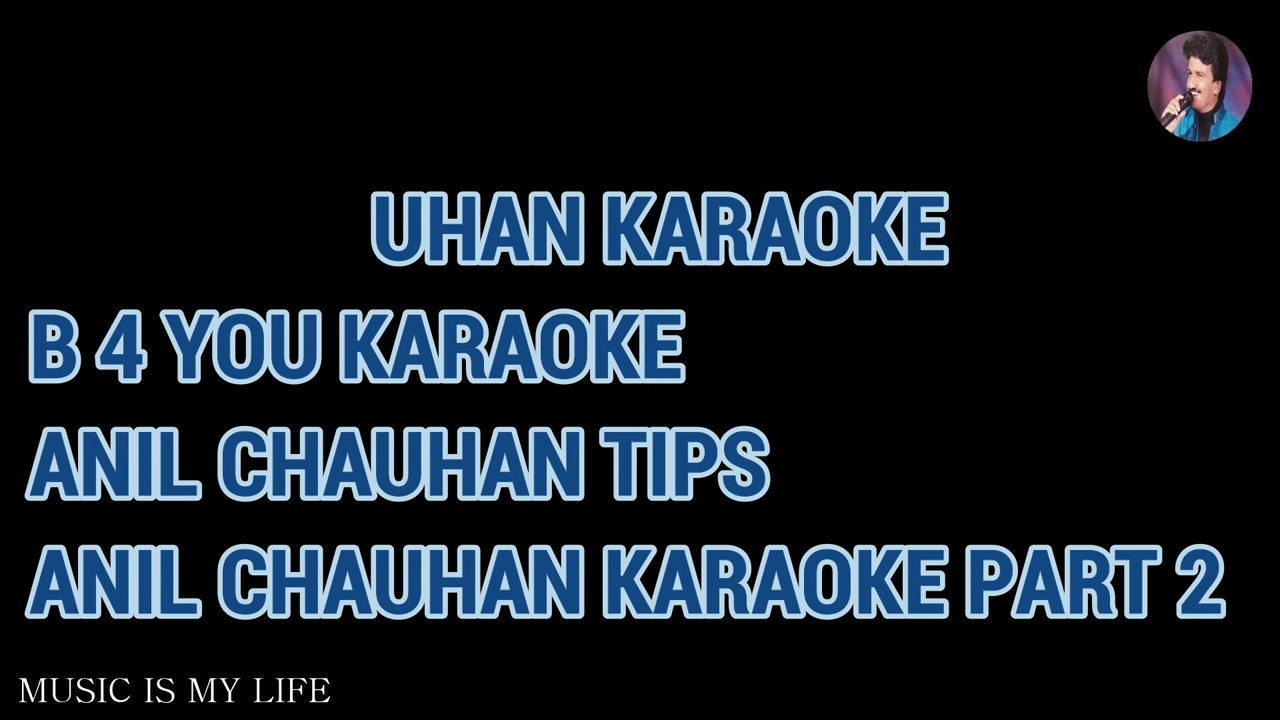 UHAN KARAOKE
B 4 YOU KARAOKE
ANIL CHAUHAN TIPS
ANIL CHAUHAN KARAOKE PART 2
MUSIC IS MY LIFE